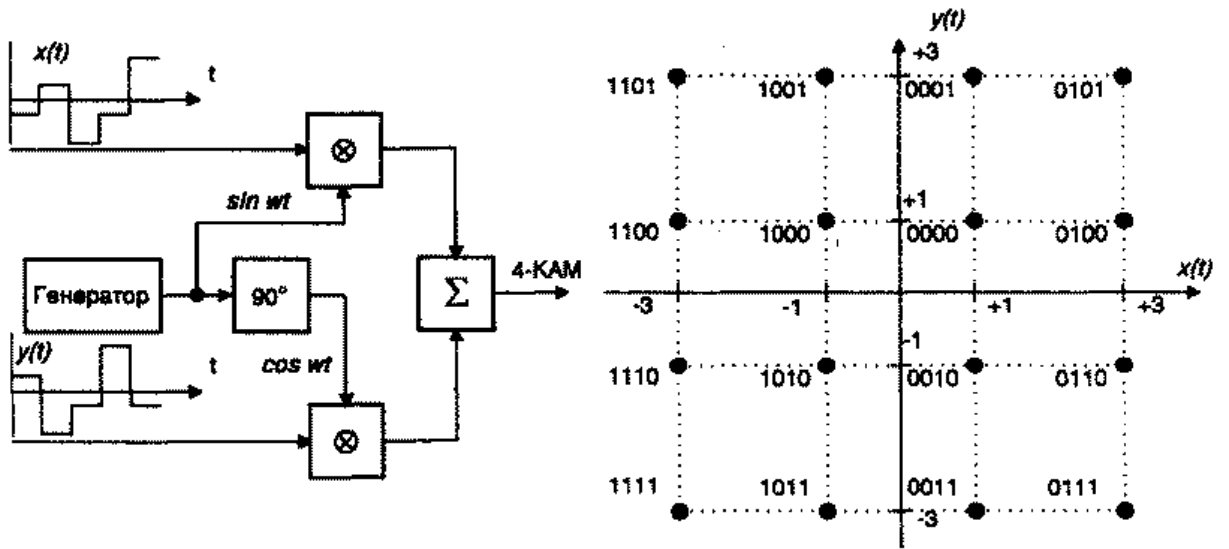 x(t)
t
⊗
sin wt
Генератор
90°
Σ
4-КАМ
y(t)
t
cos wt
⊗
y(t)
+3
1101 1001 0001 0101
+1
1100 1000 0000 0100
x(t)
-3 -1 +1 +3
-1
1110 1010 0010 0110
1111 1011 0011 0111
-3